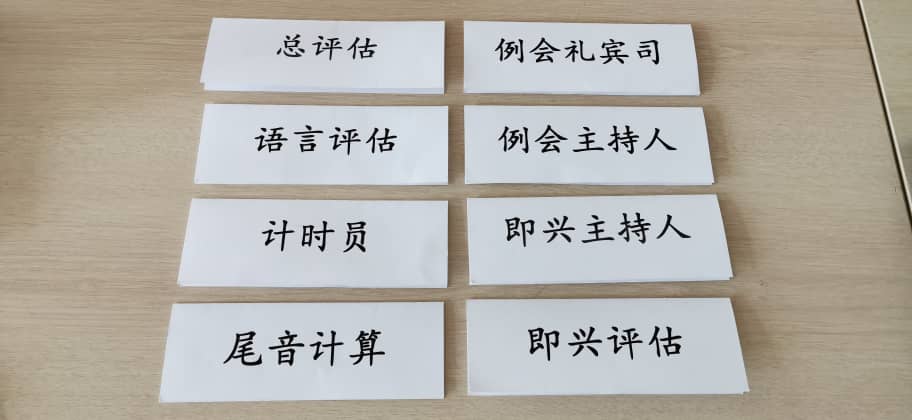 总评估
例会礼宾司
语言评估
例会主持人
计时员
即兴主持人
尾音计算
即兴评估